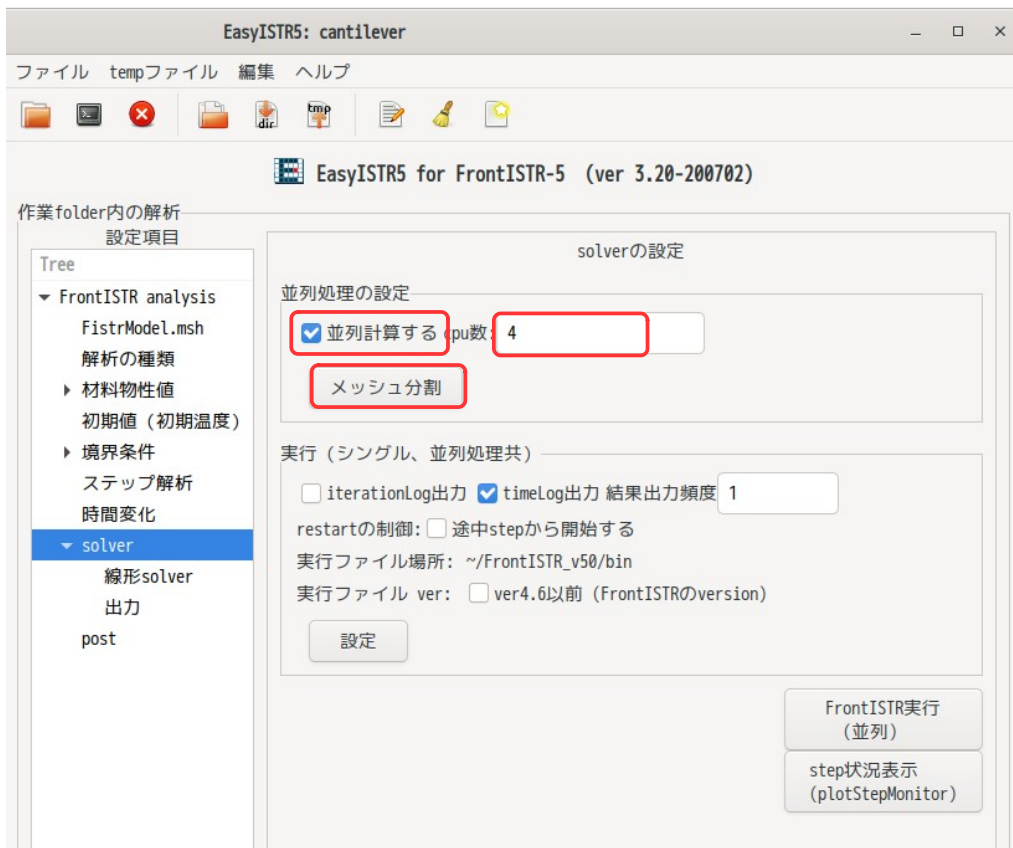 EasyISTR5: cantilever
ファイル tempファイル 編集 ヘルプ
tmp
dir
EasyISTR5 for FrontISTR-5 (ver 3.20-200702)
作業folder内の解析
設定項目
Tree
FrontISTR analysis
FistrModel.msh
解析の種類
材料物性値
初期値（初期温度）
境界条件
ステップ解析
時間変化
solver
線形solver
出力
post
solverの設定
並列処理の設定
並列計算する cpu数: 4
メッシュ分割
実行（シングル、並列処理共）
iterationLog出力 timeLog出力 結果出力頻度 1
restartの制御: 途中stepから開始する
実行ファイル場所: ~/FrontISTR_v50/bin
実行ファイル ver: ver4.6以前（FrontISTRのversion）
設定
FrontISTR実行
(並列)
step状況表示
(plotStepMonitor)